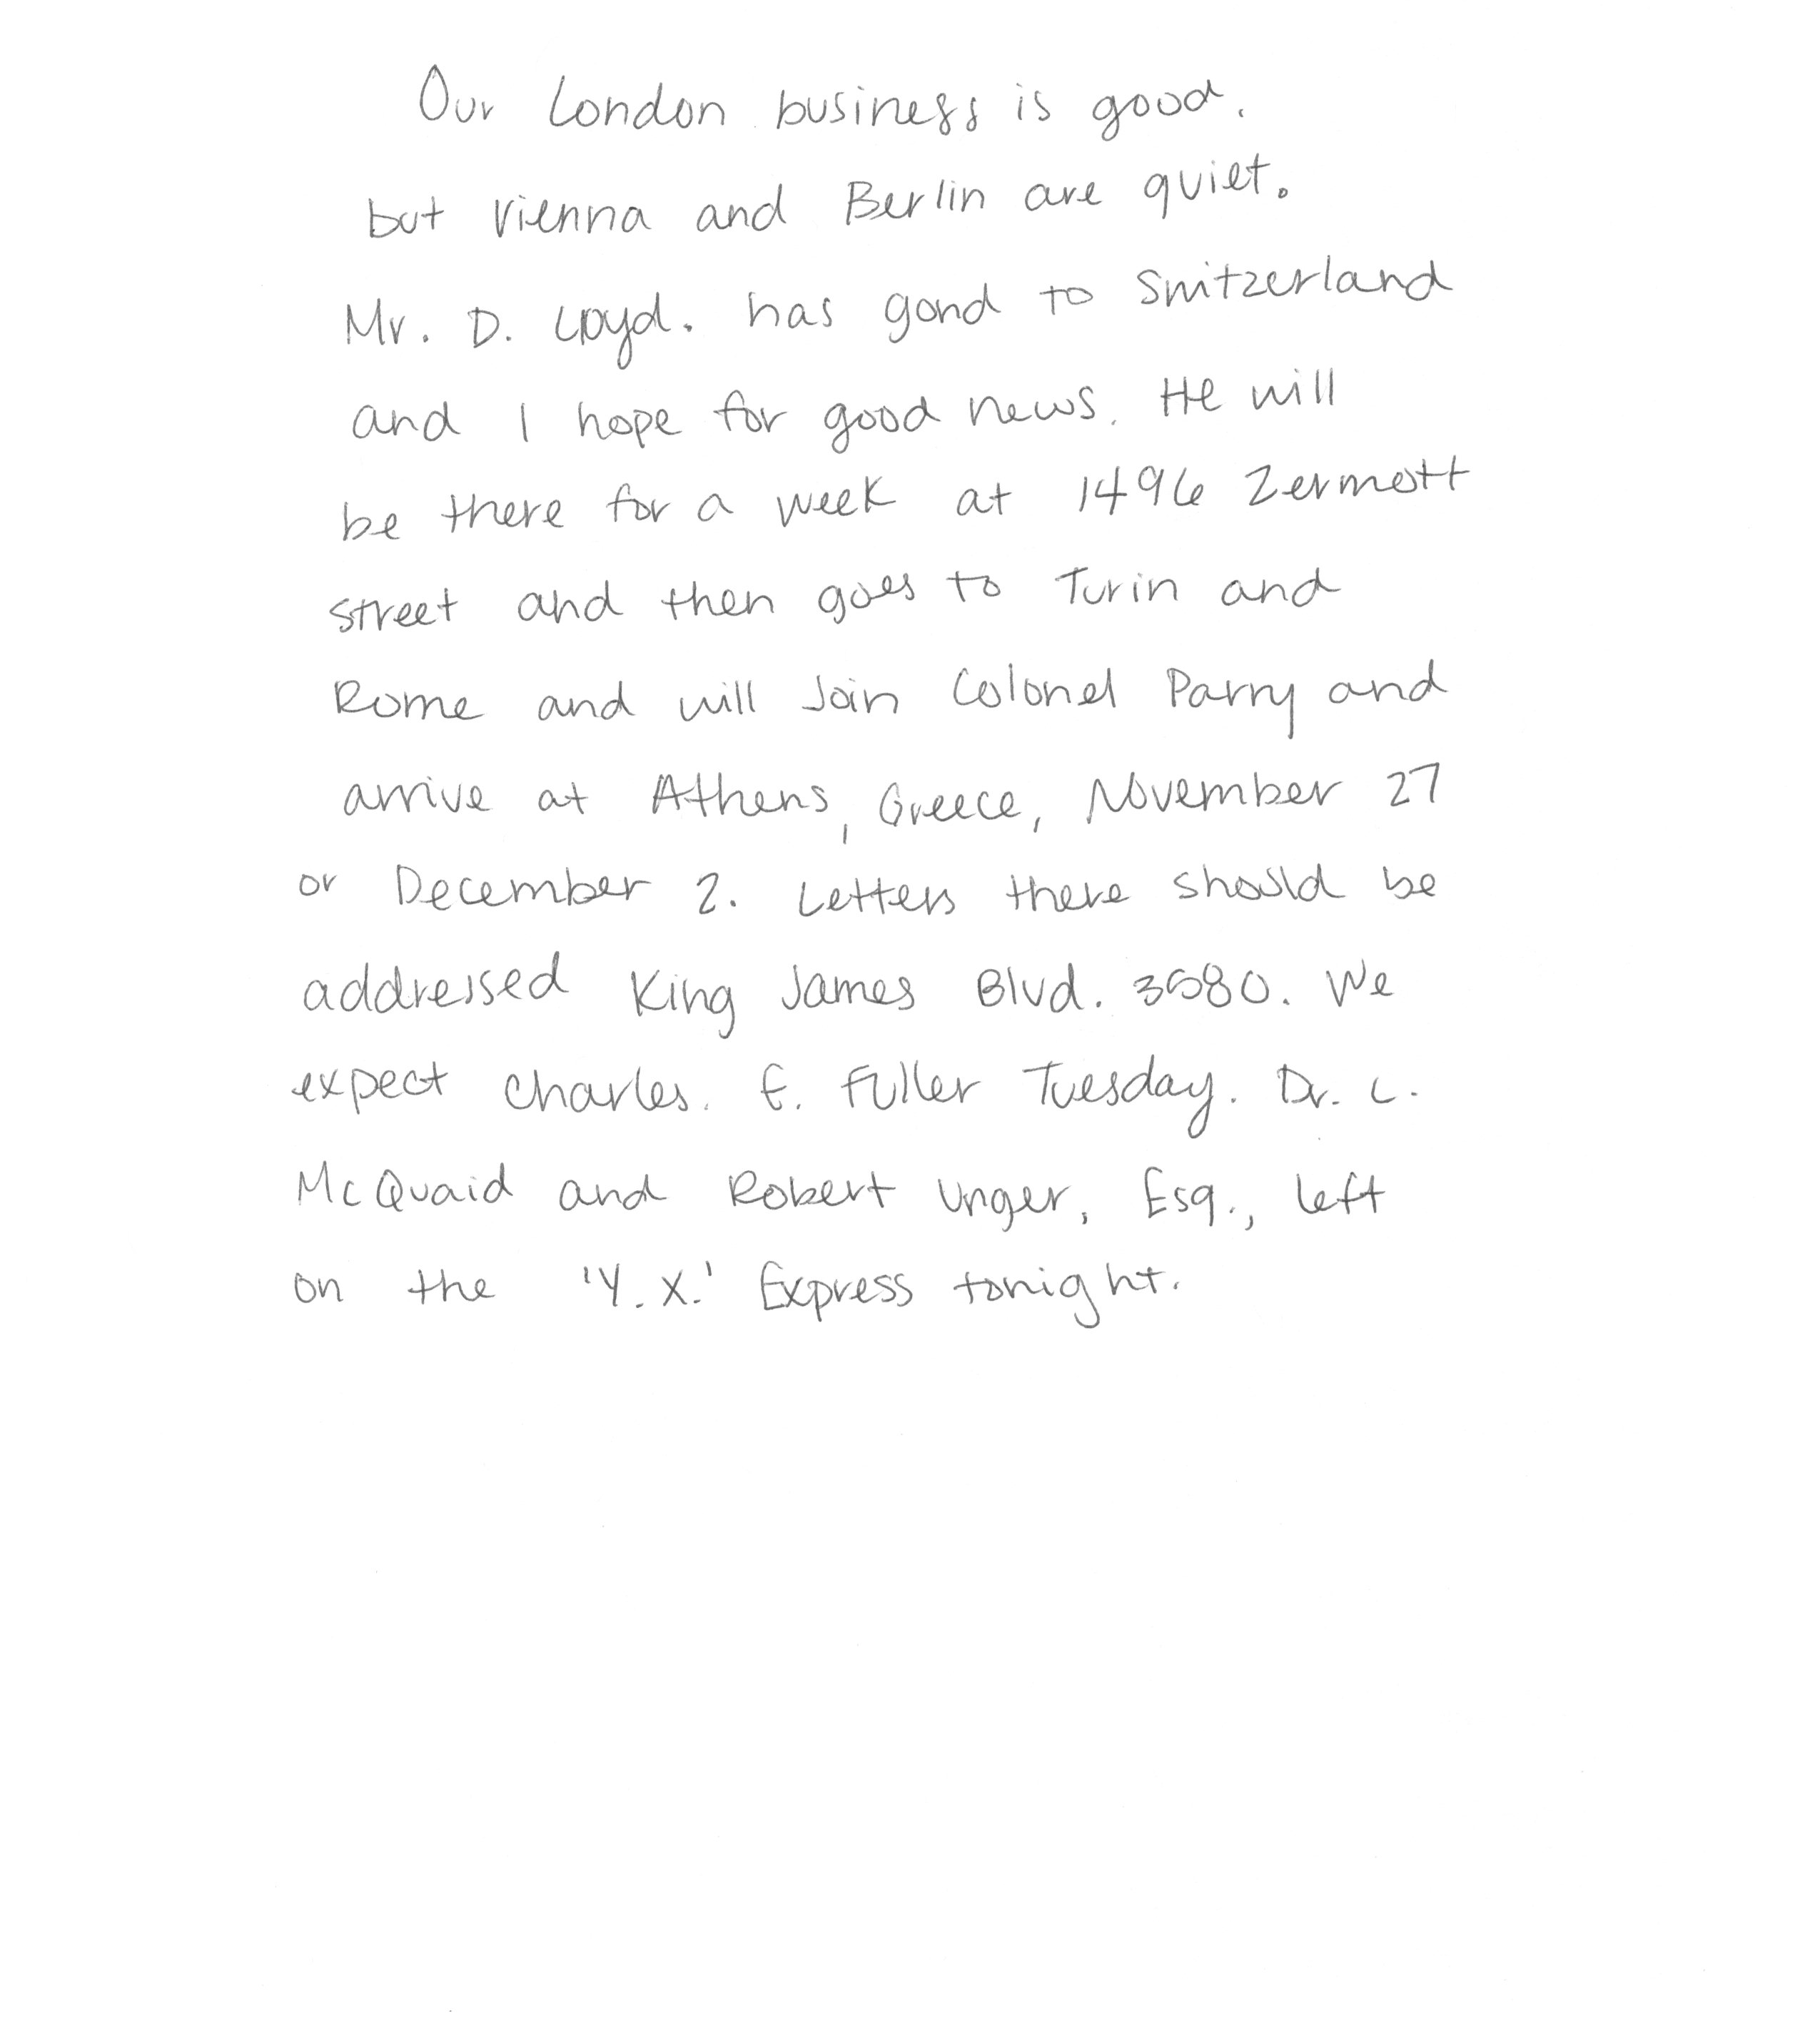 Our London business is good.
but Vienna and Berlin are quiet.
Mr. D. Loyd. has gond to Switzerland
and I hope for good news. He will
be there for a week at 1496 Zermott
street and then goes to Turin and
Rome and will Join Colonel Parry and
arrive at Athens, Greece, November 27
or December 2. Letters there should be
addressed King James Blvd. 3580. We
expect Charles. E. Fuller Tuesday. Dr. L.
McQuaid and Robert Unger, Esq., left
on the 'Y.X.' Express tonight.